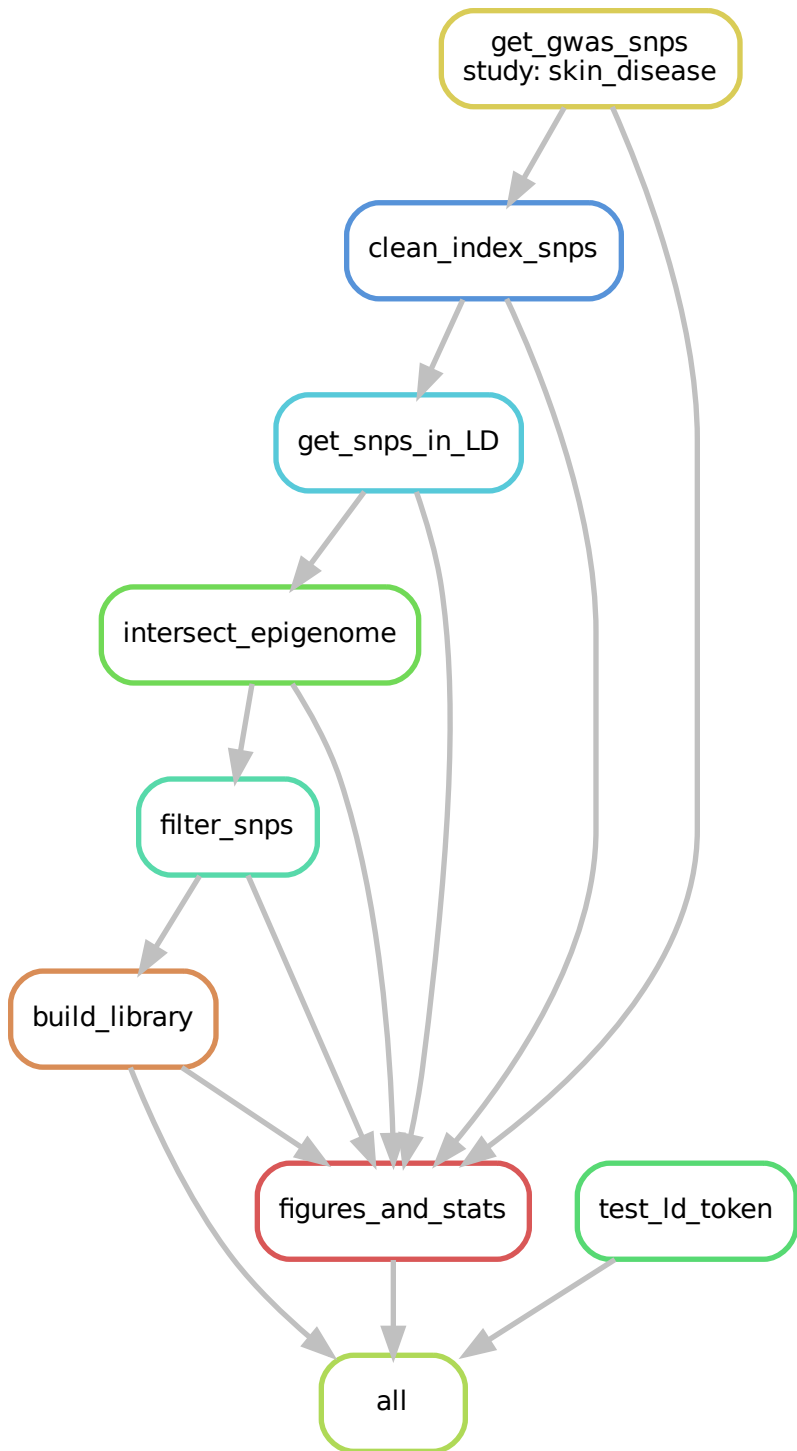 get_gwas_snps
study: skin_disease
clean_index_snps
get_snps_in_LD
intersect_epigenome
filter_snps
build_library
figures_and_stats
test_ld_token
all